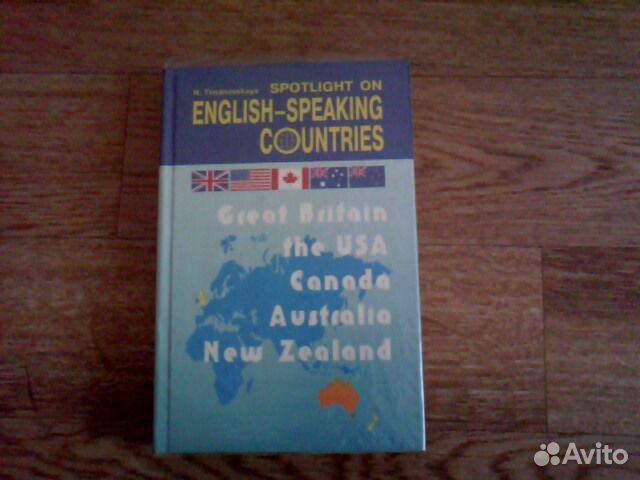 N. Timanovskaya SPOTLIGHT ON
ENGLISH-SPEAKING
COUNTRIES
Great Britain
the USA
Canada
Australia
New Zealand
Avito